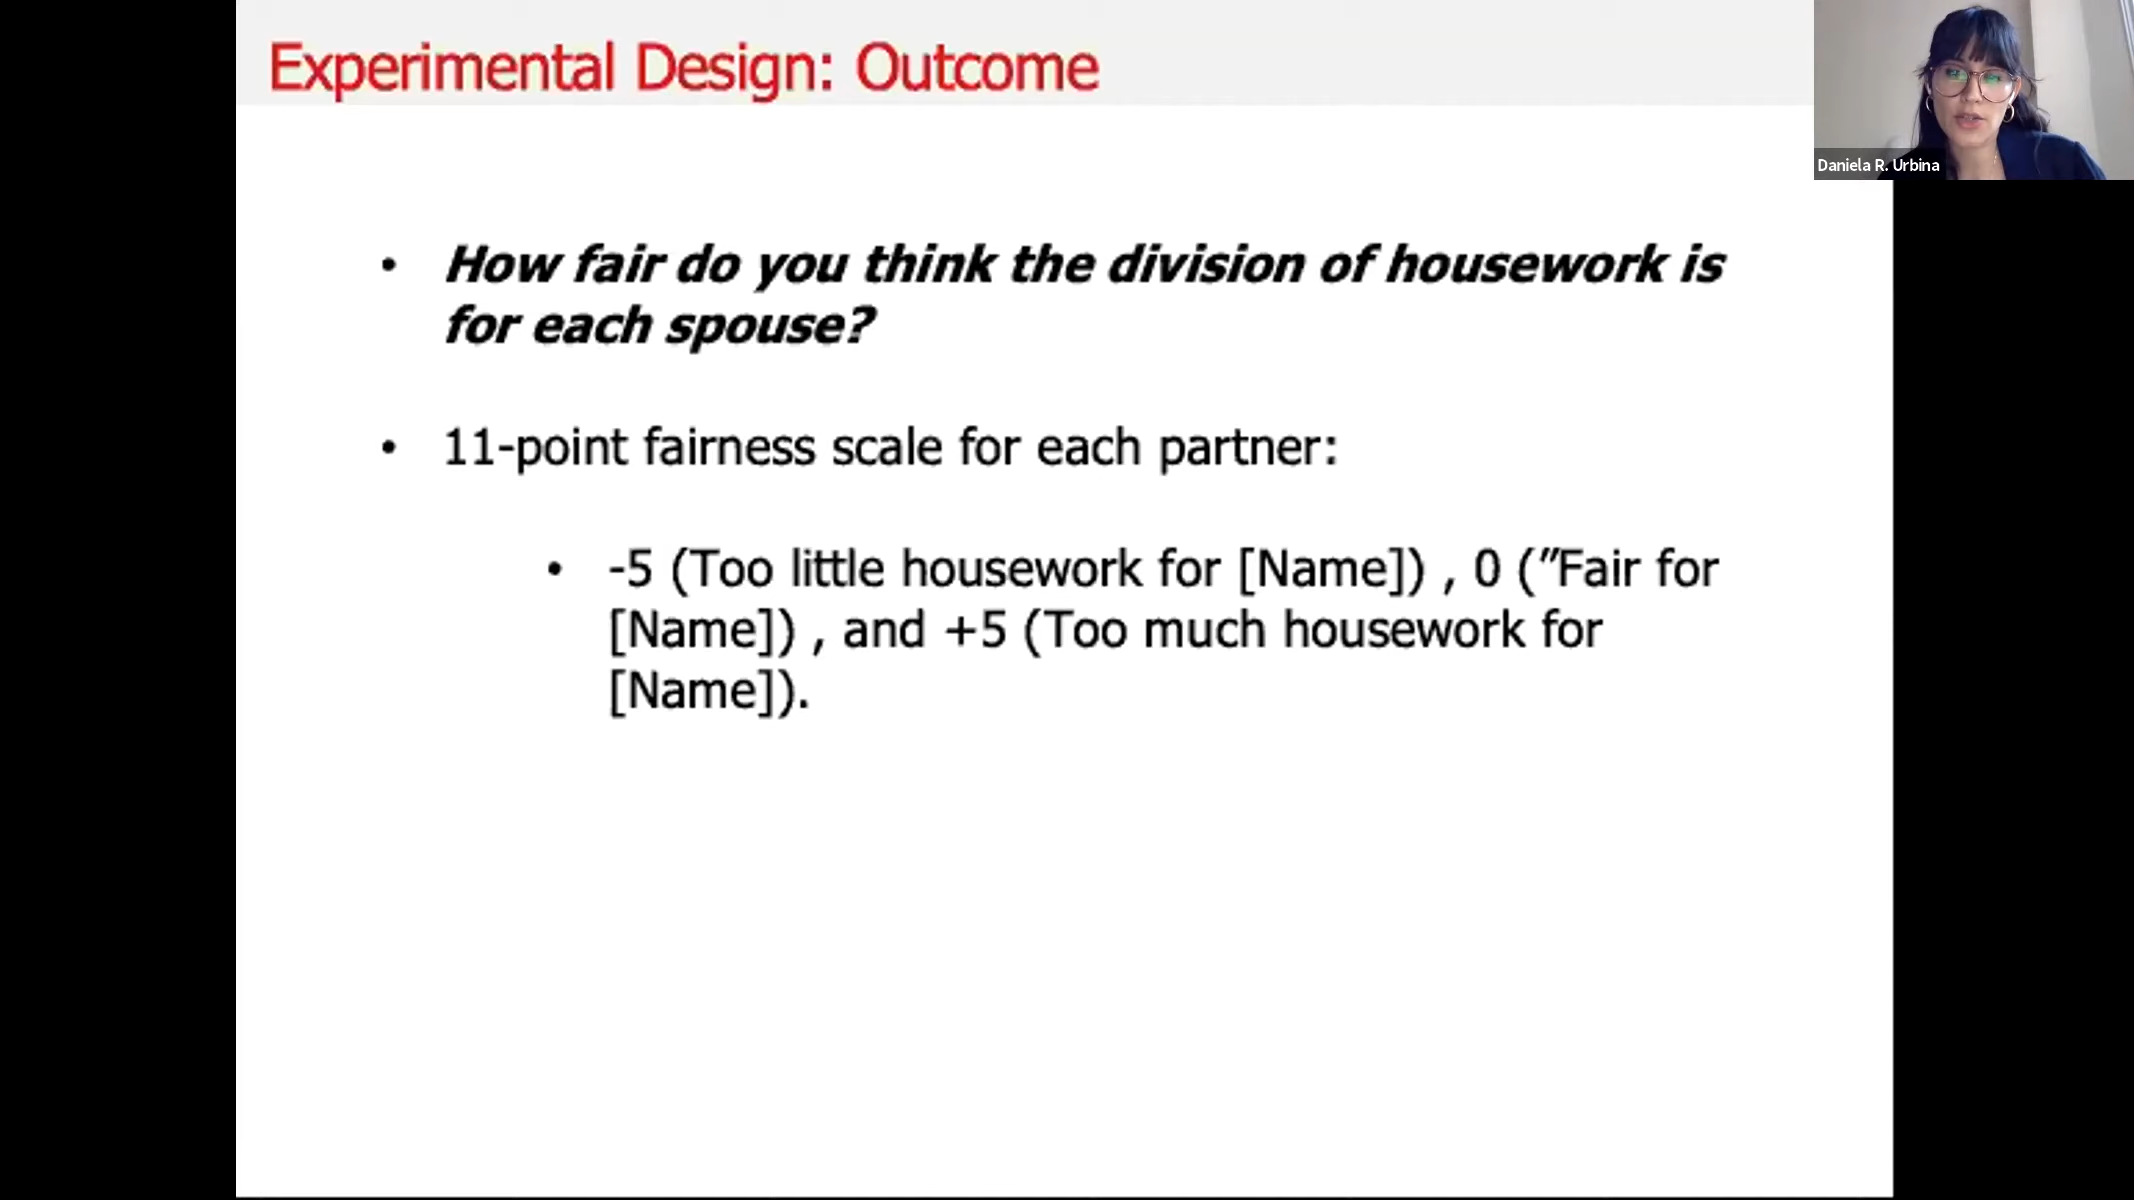 Experimental Design: Outcome
Daniela R. Urbina
• How fair do you think the division of housework is
for each spouse?
• 11-point fairness scale for each partner:
• -5 (Too little housework for [Name]) , 0 (”Fair for
[Name]) , and +5 (Too much housework for
[Name]).